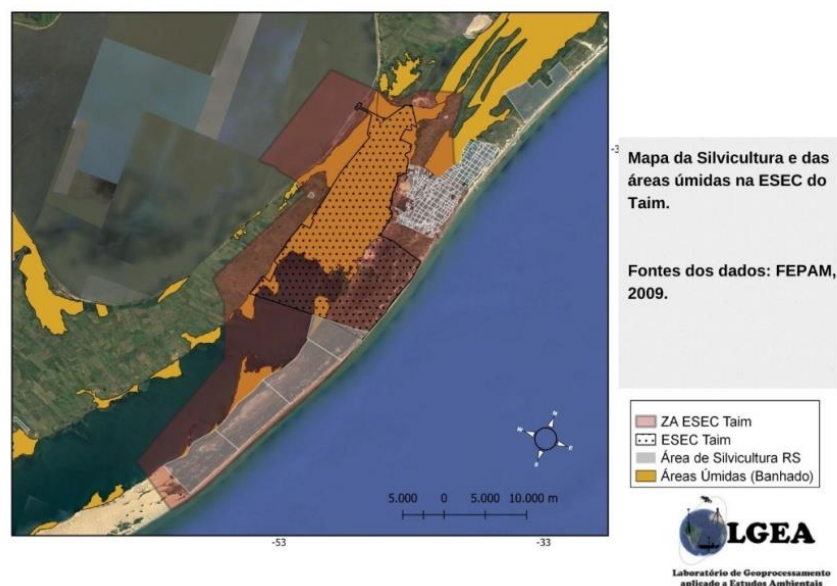 Mapa da Silvicultura e das
áreas úmidas na ESEC do
Taim.
Fontes dos dados: FEPAM,
2009.
ZA ESEC Taim
ESEC Taim
Área de Silvicultura RS
Áreas Úmidas (Banhado)
5.000 0 5.000 10.000 m
-53 -33
LGEA
Laboratório de Geoprocessamento
aplicado a Estudos Ambientais